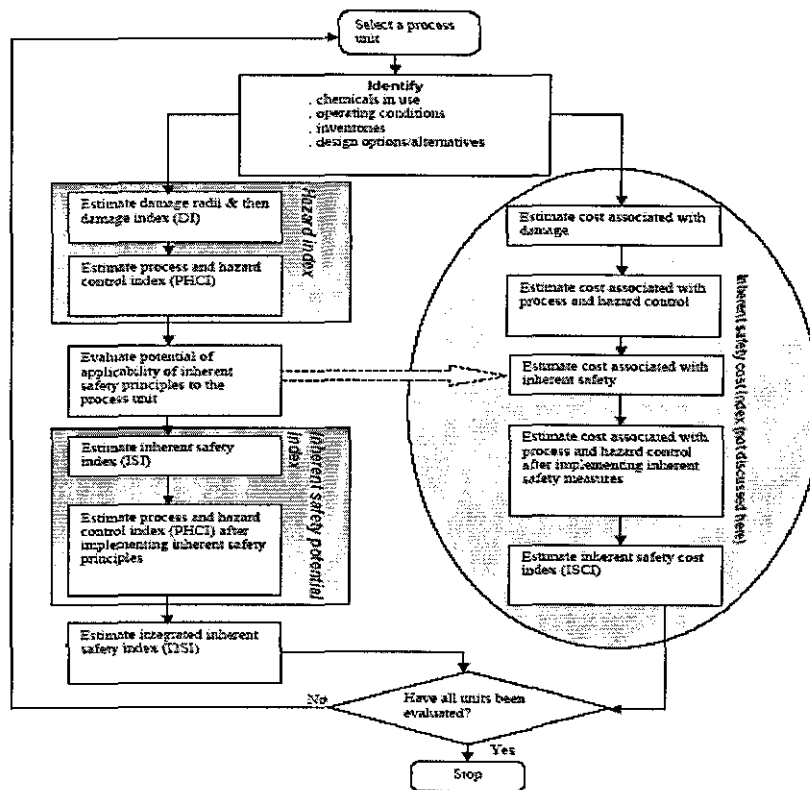 Select a process
unit
Identify
. chemicals in use
. operating conditions
. inventories
. design options/alternatives
Estimate damage radii & then
damage index (DI)
Estimate process and hazard
control index (PHCI)
Hazard index
Evaluate potential of
applicability of inherent
safety principles to the
process unit
Estimate inherent safety
index (ISI)
Estimate process and hazard
control index (PHCI) after
implementing inherent safety
principles
Inherent safety potential
index
Estimate integrated inherent
safety index (I2SI)
Estimate cost associated with
damage
Estimate cost associated with
process and hazard control
Estimate cost associated with
inherent safety
Estimate cost associated with
process and hazard control
after implementing inherent
safety measures
Estimate inherent safety cost
index (ISCI)
Inherent safety cost index (not discussed here)
No
Have all units been
evaluated?
Yes
Stop